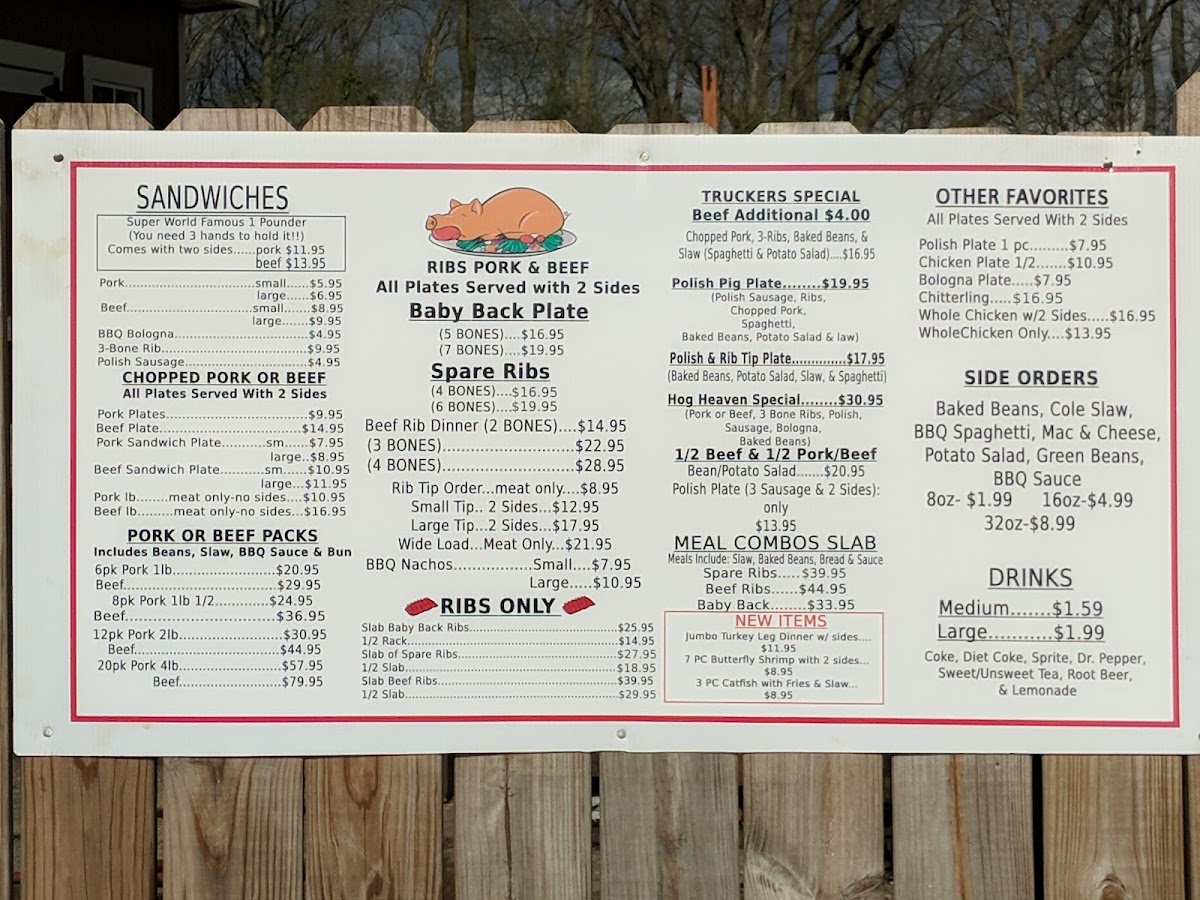 SANDWICHES
Super World Famous 1 Pounder
(You need 3 hands to hold it!!)
Comes with two sides......pork $11.95
beef $13.95
Pork......................................small.....$5.95
large......$6.95
Beef..............................small.......$8.95
large.......$9.95
BBQ Bologna.................................$4.95
3-Bone Rib....................................$9.95
Polish Sausage..............................$4.95
CHOPPED PORK OR BEEF
All Plates Served With 2 Sides
Pork Plates..................................$9.95
Beef Plate..................................$14.95
Pork Sandwich Plate..........sm......$7.95
large..$8.95
Beef Sandwich Plate..........sm....$10.95
large...$11.95
Pork lb........meat only-no sides....$10.95
Beef lb.........meat only-no sides...$16.95
PORK OR BEEF PACKS
Includes Beans, Slaw, BBQ Sauce & Bun
6pk Pork 1lb.......................$20.95
Beef..................................$29.95
8pk Pork 1lb 1/2............$24.95
Beef..................................$36.95
12pk Pork 2lb.......................$30.95
Beef................................$44.95
20pk Pork 4lb.......................$57.95
Beef.......................$79.95
RIBS PORK & BEEF
All Plates Served with 2 Sides
Baby Back Plate
(5 BONES)....$16.95
(7 BONES)....$19.95
Spare Ribs
(4 BONES)....$16.95
(6 BONES)....$19.95
Beef Rib Dinner (2 BONES)....$14.95
(3 BONES)............................$22.95
(4 BONES)............................$28.95
Rib Tip Order...meat only....$8.95
Small Tip.. 2 Sides...$12.95
Large Tip...2 Sides...$17.95
Wide Load...Meat Only...$21.95
BBQ Nachos.................Small....$7.95
Large.....$10.95
RIBS ONLY
Slab Baby Back Ribs.......................................$25.95
1/2 Rack.........................................................$14.95
Slab of Spare Ribs..........................................$27.95
1/2 Slab..........................................................$18.95
Slab Beef Ribs................................................$39.95
1/2 Slab..........................................................$29.95
TRUCKERS SPECIAL
Beef Additional $4.00
Chopped Pork, 3-Ribs, Baked Beans, &
Slaw (Spaghetti & Potato Salad)....$16.95
Polish Pig Plate........$19.95
(Polish Sausage, Ribs,
Chopped Pork,
Spaghetti,
Baked Beans, Potato Salad & law)
Polish & Rib Tip Plate.............$17.95
(Baked Beans, Potato Salad, Slaw, & Spaghetti)
Hog Heaven Special.......$30.95
(Pork or Beef, 3 Bone Ribs, Polish,
Sausage, Bologna,
Baked Beans)
1/2 Beef & 1/2 Pork/Beef
Bean/Potato Salad.......$20.95
Polish Plate (3 Sausage & 2 Sides):
only
$13.95
MEAL COMBOS SLAB
Meals Include: Slaw, Baked Beans, Bread & Sauce
Spare Ribs.....$39.95
Beef Ribs......$44.95
Baby Back........$33.95
NEW ITEMS
Jumbo Turkey Leg Dinner w/ sides....
$11.95
7 PC Butterfly Shrimp with 2 sides...
$8.95
3 PC Catfish with Fries & Slaw...
$8.95
OTHER FAVORITES
All Plates Served With 2 Sides
Polish Plate 1 pc.........$7.95
Chicken Plate 1/2.......$10.95
Bologna Plate.....$7.95
Chitterling.....$16.95
Whole Chicken w/2 Sides.....$16.95
WholeChicken Only....$13.95
SIDE ORDERS
Baked Beans, Cole Slaw,
BBQ Spaghetti, Mac & Cheese,
Potato Salad, Green Beans,
BBQ Sauce
8oz- $1.99 16oz-$4.99
32oz-$8.99
DRINKS
Medium.......$1.59
Large...........$1.99
Coke, Diet Coke, Sprite, Dr. Pepper,
Sweet/Unsweet Tea, Root Beer,
& Lemonade